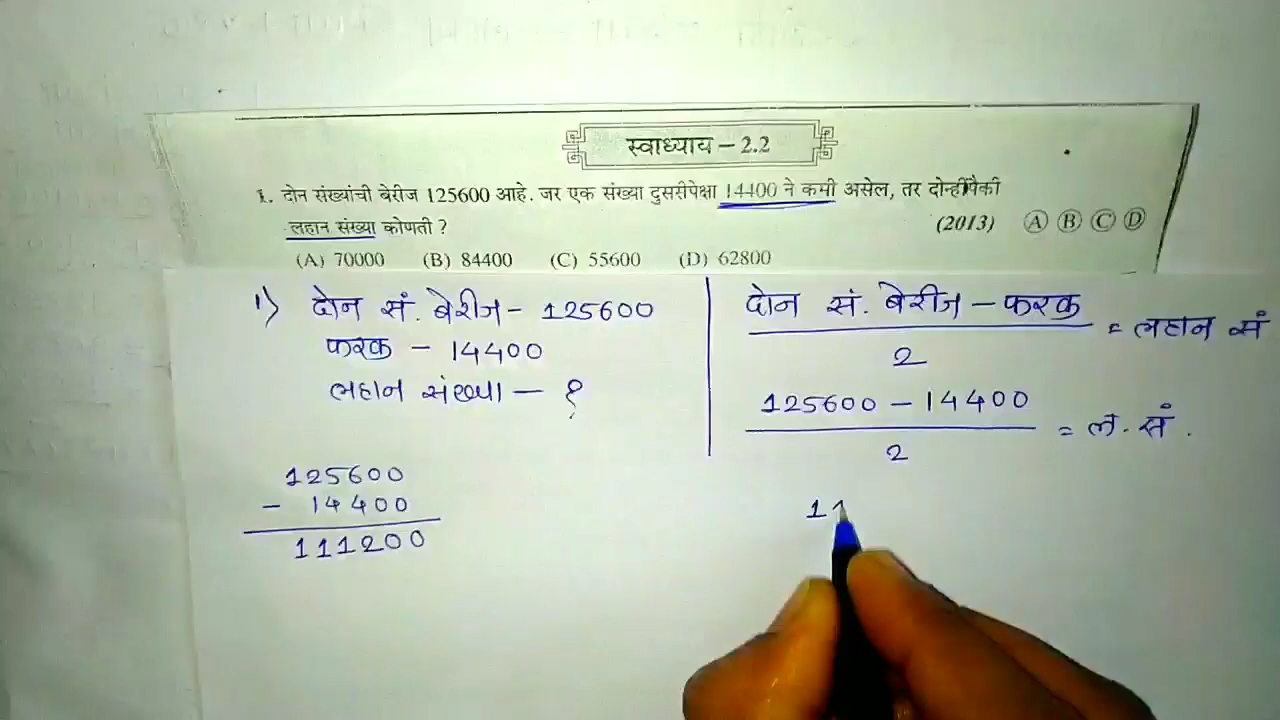 स्वाध्याय – 2.2
1. दोन संख्यांची बेरीज 125600 आहे. जर एक संख्या दुसरीपेक्षा 14400 ने कमी असेल, तर दोन्हींपैकी
लहान संख्या कोणती ? (2013) Ⓐ Ⓑ Ⓒ Ⓓ
(A) 70000 (B) 84400 (C) 55600 (D) 62800
1) दोन सं. बेरीज - 125600
फरक - 14400
लहान संख्या - ?
125600
- 14400
111200
दोन सं. बेरीज - फरक = लहान सं
2
125600 - 14400 = ल. सं.
2
11